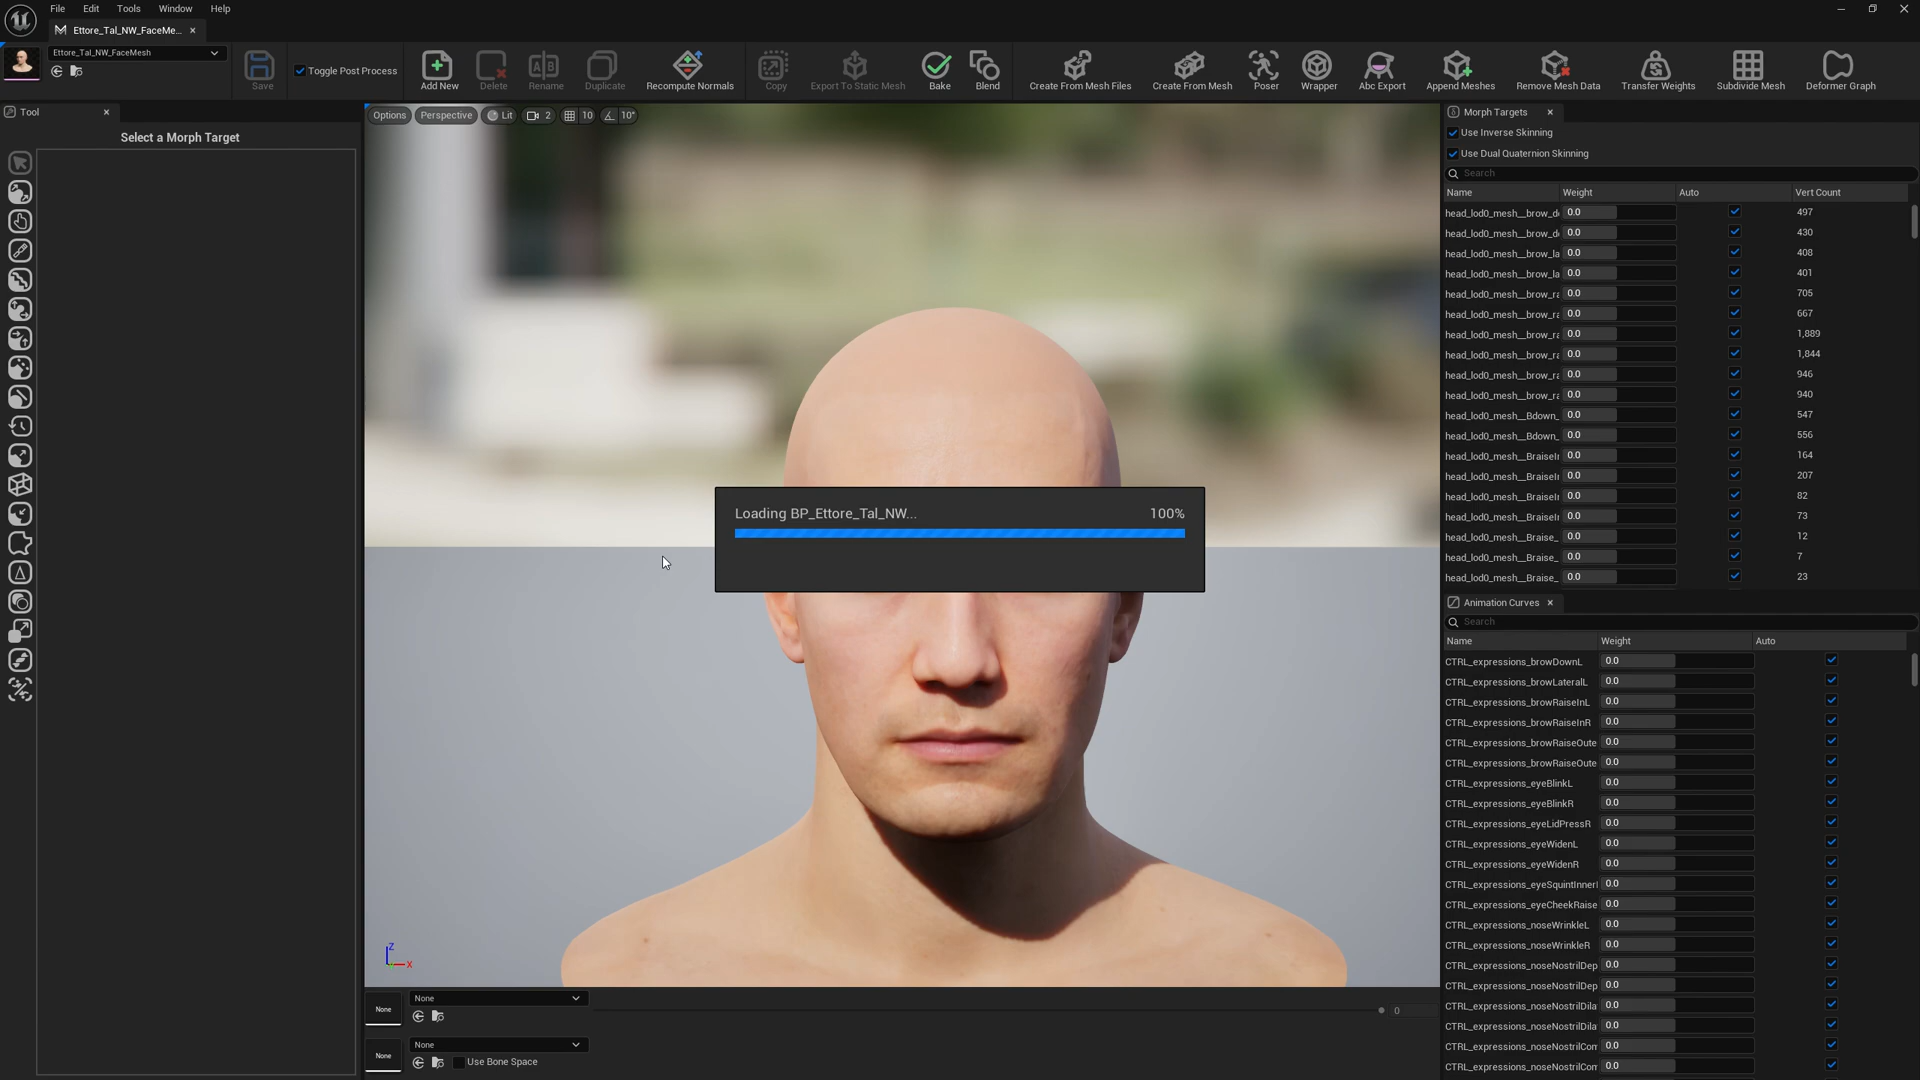 File Edit Tools Window Help
Ettore_Tal_NW_FaceMe...
Ettore_Tal_NW_FaceMesh
Save
Toggle Post Process
Add New
Delete
Rename
Duplicate
Recompute Normals
Copy
Export To Static Mesh
Bake
Blend
Create From Mesh Files
Create From Mesh
Poser
Wrapper
Abc Export
Append Meshes
Remove Mesh Data
Transfer Weights
Subdivide Mesh
Deformer Graph
Tool
Select a Morph Target
Options Perspective Lit 2 10 10°
Loading BP_Ettore_Tal_NW... 100%
Z
X
None None 0
None None
Use Bone Space
Morph Targets
Use Inverse Skinning
Use Dual Quaternion Skinning
Search
Name Weight Auto Vert Count
head_lod0_mesh__brow_d 0.0 497
head_lod0_mesh__brow_d 0.0 430
head_lod0_mesh__brow_la 0.0 408
head_lod0_mesh__brow_la 0.0 401
head_lod0_mesh__brow_ra 0.0 705
head_lod0_mesh__brow_ra 0.0 667
head_lod0_mesh__brow_ra 0.0 1,889
head_lod0_mesh__brow_ra 0.0 1,844
head_lod0_mesh__brow_ra 0.0 946
head_lod0_mesh__brow_ra 0.0 940
head_lod0_mesh__Bdown_ 0.0 547
head_lod0_mesh__Bdown_ 0.0 556
head_lod0_mesh__BraiseIn 0.0 164
head_lod0_mesh__BraiseIn 0.0 207
head_lod0_mesh__BraiseIn 0.0 82
head_lod0_mesh__BraiseIn 0.0 73
head_lod0_mesh__Braise_ 0.0 12
head_lod0_mesh__Braise_ 0.0 7
head_lod0_mesh__Braise_ 0.0 23
Animation Curves
Search
Name Weight Auto
CTRL_expressions_browDownL 0.0
CTRL_expressions_browLateralL 0.0
CTRL_expressions_browRaiseInL 0.0
CTRL_expressions_browRaiseInR 0.0
CTRL_expressions_browRaiseOute 0.0
CTRL_expressions_browRaiseOute 0.0
CTRL_expressions_eyeBlinkL 0.0
CTRL_expressions_eyeBlinkR 0.0
CTRL_expressions_eyeLidPressR 0.0
CTRL_expressions_eyeWidenL 0.0
CTRL_expressions_eyeWidenR 0.0
CTRL_expressions_eyeSquintInner 0.0
CTRL_expressions_eyeCheekRaise 0.0
CTRL_expressions_noseWrinkleL 0.0
CTRL_expressions_noseWrinkleR 0.0
CTRL_expressions_noseNostrilDep 0.0
CTRL_expressions_noseNostrilDep 0.0
CTRL_expressions_noseNostrilDila 0.0
CTRL_expressions_noseNostrilDila 0.0
CTRL_expressions_noseNostrilCom 0.0
CTRL_expressions_noseNostrilCom 0.0